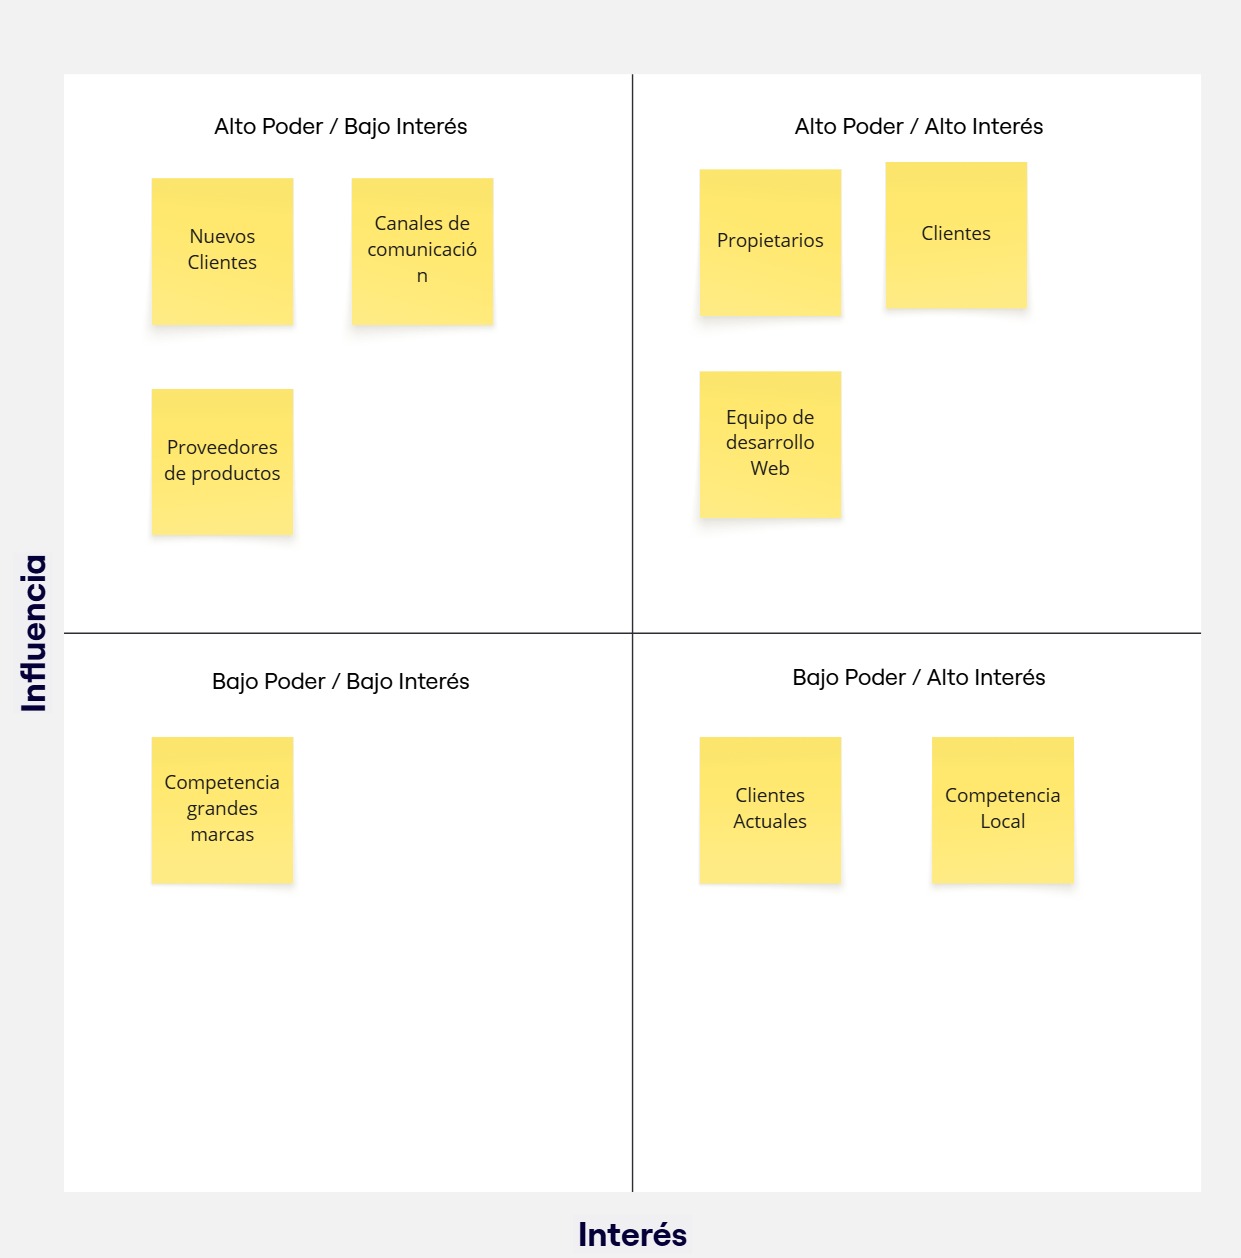 Alto Poder / Bajo Interés
Nuevos
Clientes
Canales de
comunicació
n
Proveedores
de productos
Alto Poder / Alto Interés
Propietarios
Clientes
Equipo de
desarrollo
Web
Influencia
Bajo Poder / Bajo Interés
Competencia
grandes
marcas
Bajo Poder / Alto Interés
Clientes
Actuales
Competencia
Local
Interés